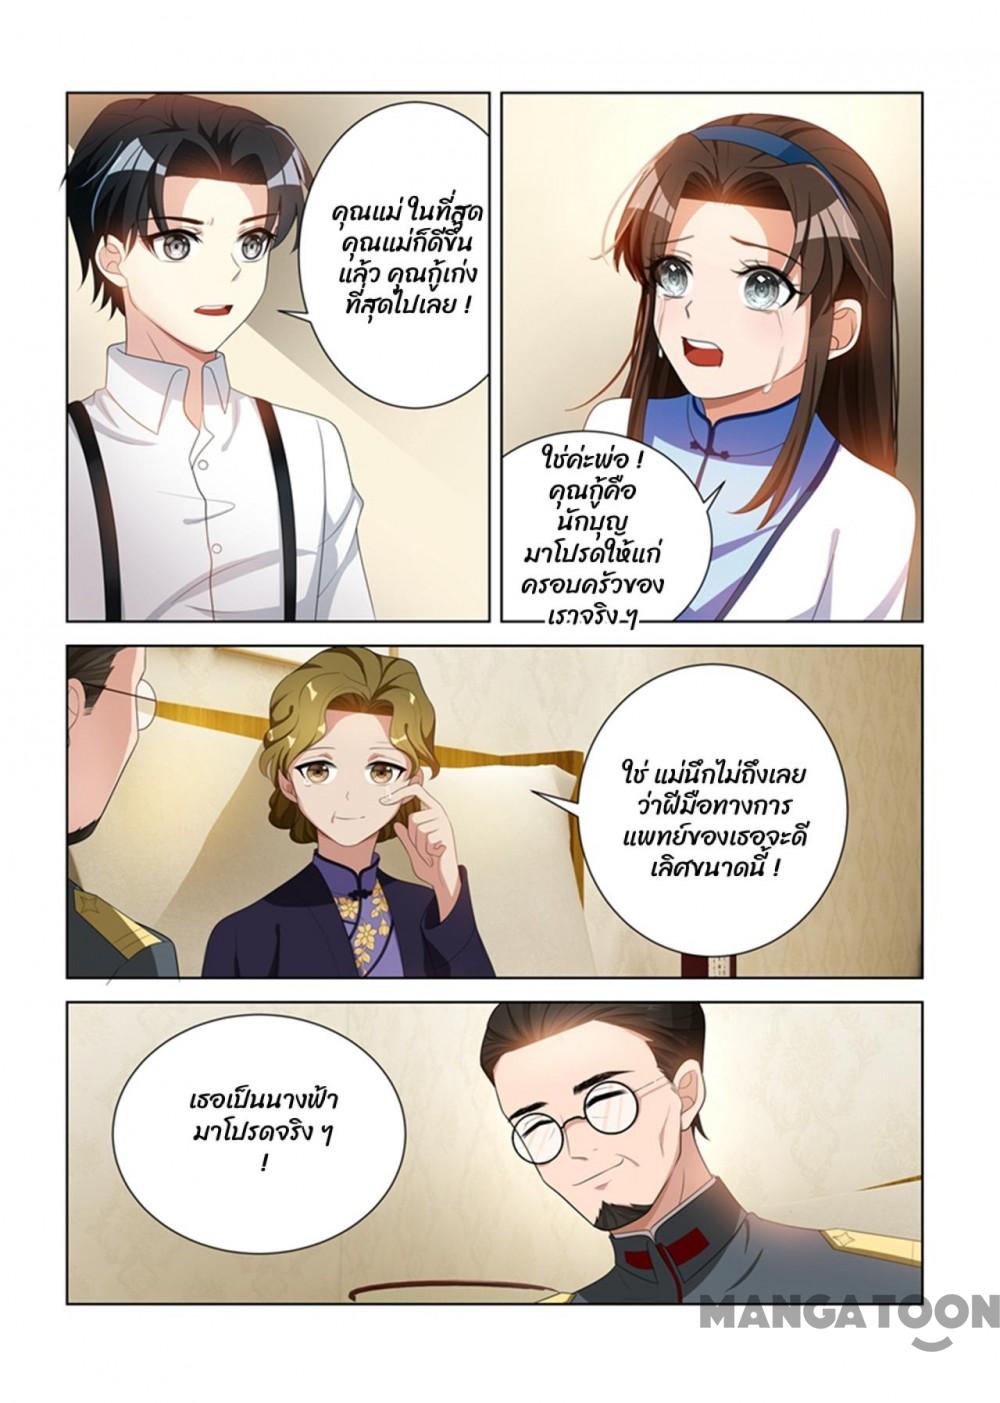 คุณแม่ ในที่สุด
คุณแม่ก็ดีขึ้น
แล้ว คุณกู้เก่ง
ที่สุดไปเลย !
ใช่ค่ะพ่อ !
คุณกู้คือ
นักบุญ
มาโปรดให้แก่
ครอบครัวของ
เราจริง ๆ
ใช่ แม่นึกไม่ถึงเลย
ว่าฝีมือทางการ
แพทย์ของเธอจะดี
เลิศขนาดนี้ !
เธอเป็นนางฟ้า
มาโปรดจริง ๆ
!
MANGATOON